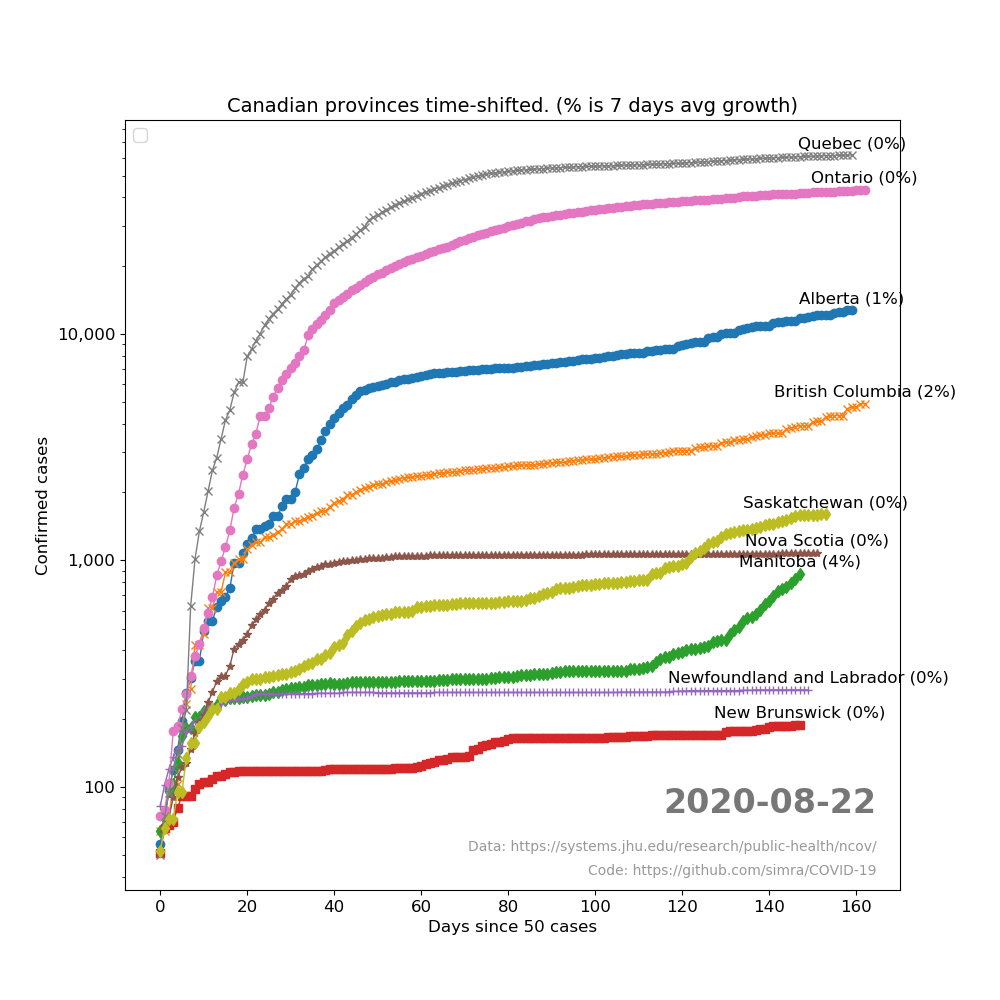 Canadian provinces time-shifted. (% is 7 days avg growth)
Quebec (0%)
Ontario (0%)
Alberta (1%)
10,000
British Columbia (2%)
Confirmed cases
Saskatchewan (0%)
Nova Scotia (0%)
1,000
Manitoba (4%)
Newfoundland and Labrador (0%)
New Brunswick (0%)
100
2020-08-22
Data: https://systems.jhu.edu/research/public-health/ncov/
Code: https://github.com/simra/COVID-19
0 20 40 60 80 100 120 140 160
Days since 50 cases